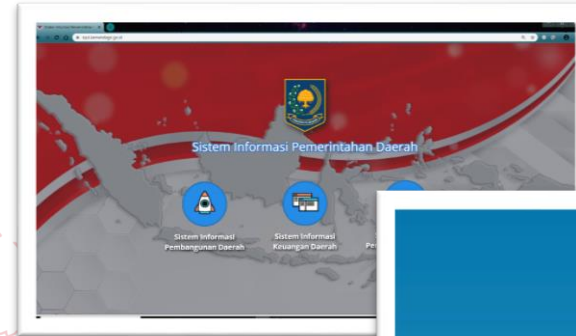 Sistem Informasi Pemerintahan Daerah
Sistem Informasi
Pembangunan Daerah
Sistem Informasi
Keuangan Daerah